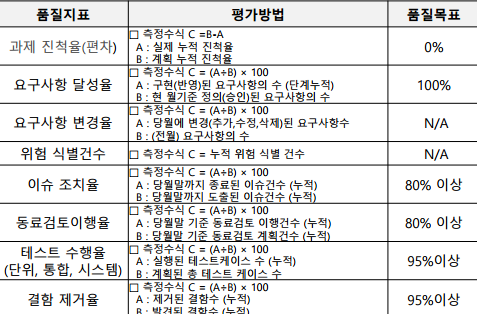 품질지표 평가방법 품질목표
과제 진척율(편차) □ 측정수식 C =B-A 0%
A : 실제 누적 진척율
B : 계획 누적 진척율
요구사항 달성율 □ 측정수식 C = (A÷B) × 100 100%
A : 구현(반영)된 요구사항의 수 (단계누적)
B : 현 월기준 정의(승인)된 요구사항의 수
요구사항 변경율 □ 측정수식 C = (A÷B) × 100 N/A
A : 당월에 변경(추가,수정,삭제)된 요구사항수
B : (전월) 요구사항의 수
위험 식별건수 □ 측정수식 C = 누적 위험 식별 건수 N/A
이슈 조치율 □ 측정수식 C = (A÷B) × 100 80% 이상
A : 당월말까지 종료된 이슈건수 (누적)
B : 당월말까지 도출된 이슈건수 (누적)
동료검토이행율 □ 측정수식 C = (A÷B) × 100 80% 이상
A : 당월말 기준 동료검토 이행건수 (누적)
B : 당월말 기준 동료검토 계획건수 (누적)
테스트 수행율 □ 측정수식 C = (A÷B) × 100 95%이상
(단위, 통합, 시스템) A : 실행된 테스트케이스 수 (누적)
B : 계획된 총 테스트 케이스 수
결함 제거율 □ 측정수식 C = (A÷B) × 100 95%이상
A : 제거된 결함수 (누적)
B : 발견된 결함수 (누적)